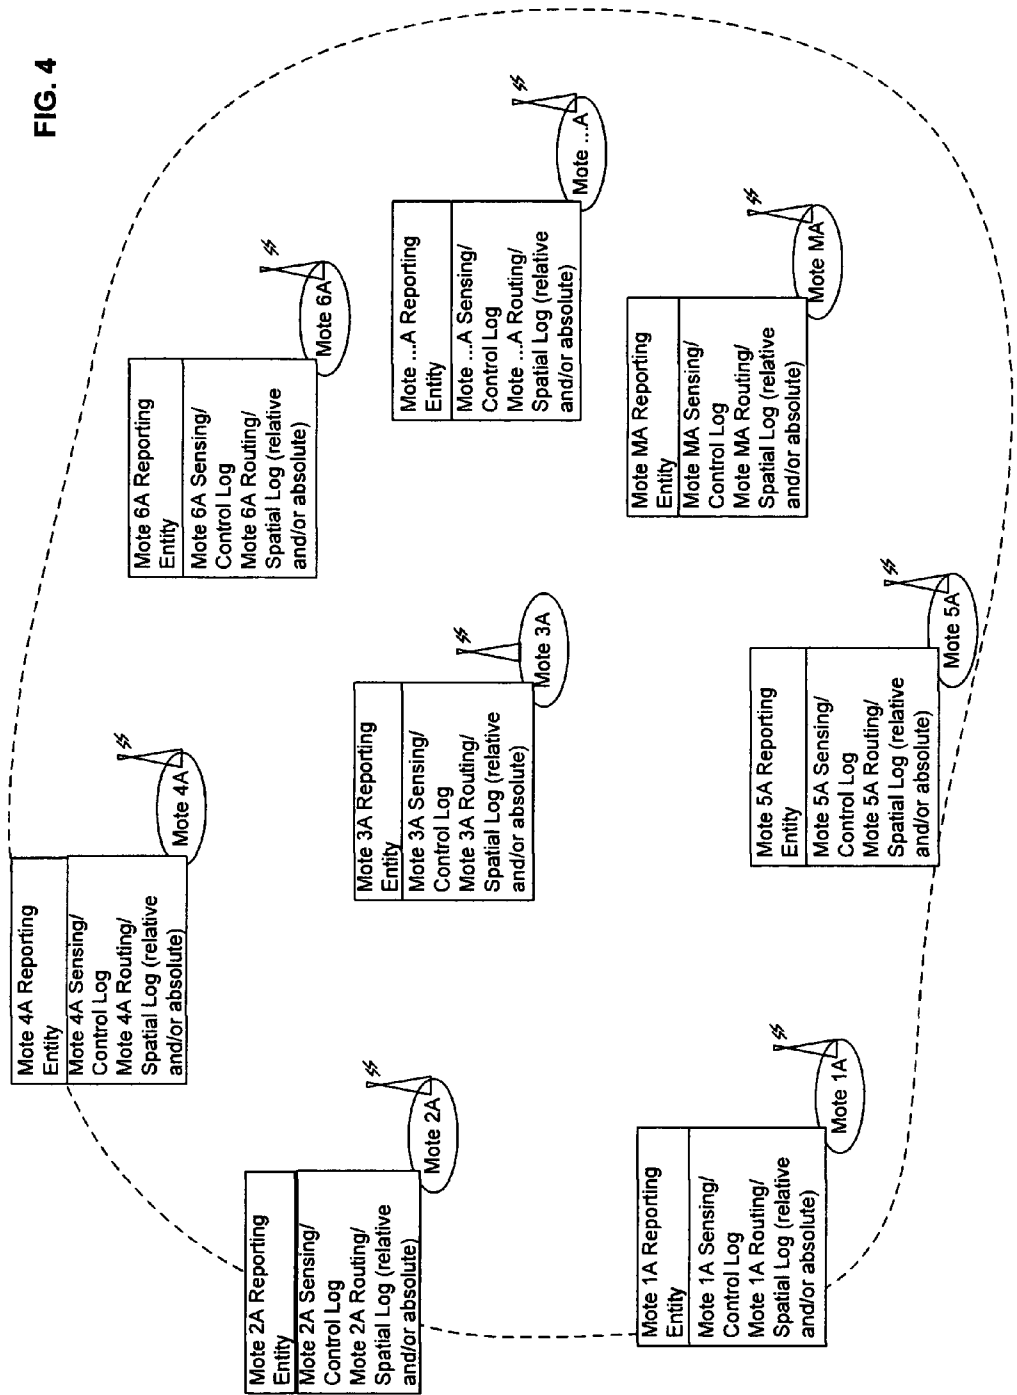 FIG. 4
Mote 4A Reporting
Entity
Mote 4A Sensing/
Control Log
Mote 4A Routing/
Spatial Log (relative
and/or absolute)
Mote 4A
Mote 6A Reporting
Entity
Mote 6A Sensing/
Control Log
Mote 6A Routing/
Spatial Log (relative
and/or absolute)
Mote 6A
Mote 2A Reporting
Entity
Mote 2A Sensing/
Control Log
Mote 2A Routing/
Spatial Log (relative
and/or absolute)
Mote 2A
Mote 3A Reporting
Entity
Mote 3A Sensing/
Control Log
Mote 3A Routing/
Spatial Log (relative
and/or absolute)
Mote 3A
Mote ...A Reporting
Entity
Mote ...A Sensing/
Control Log
Mote ...A Routing/
Spatial Log (relative
and/or absolute)
Mote ...A
Mote 1A Reporting
Entity
Mote 1A Sensing/
Control Log
Mote 1A Routing/
Spatial Log (relative
and/or absolute)
Mote 1A
Mote 5A Reporting
Entity
Mote 5A Sensing/
Control Log
Mote 5A Routing/
Spatial Log (relative
and/or absolute)
Mote 5A
Mote MA Reporting
Entity
Mote MA Sensing/
Control Log
Mote MA Routing/
Spatial Log (relative
and/or absolute)
Mote MA